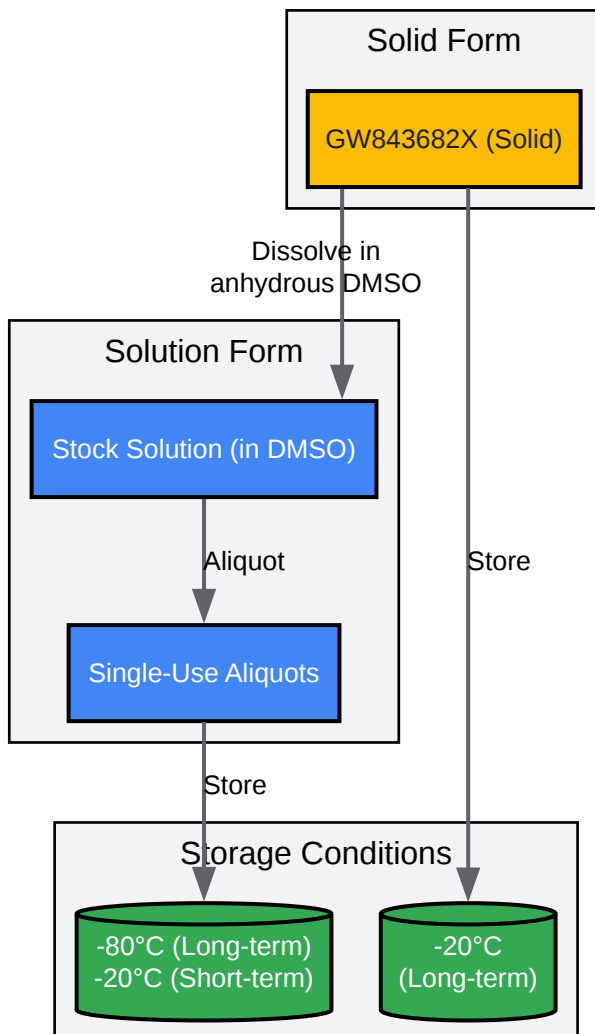 Solid Form
GW843682X (Solid)
Dissolve in
anhydrous DMSO
Solution Form
Stock Solution (in DMSO)
Aliquot
Store
Single-Use Aliquots
Store
Storage Conditions
-80°C (Long-term)
-20°C (Short-term)
-20°C
(Long-term)